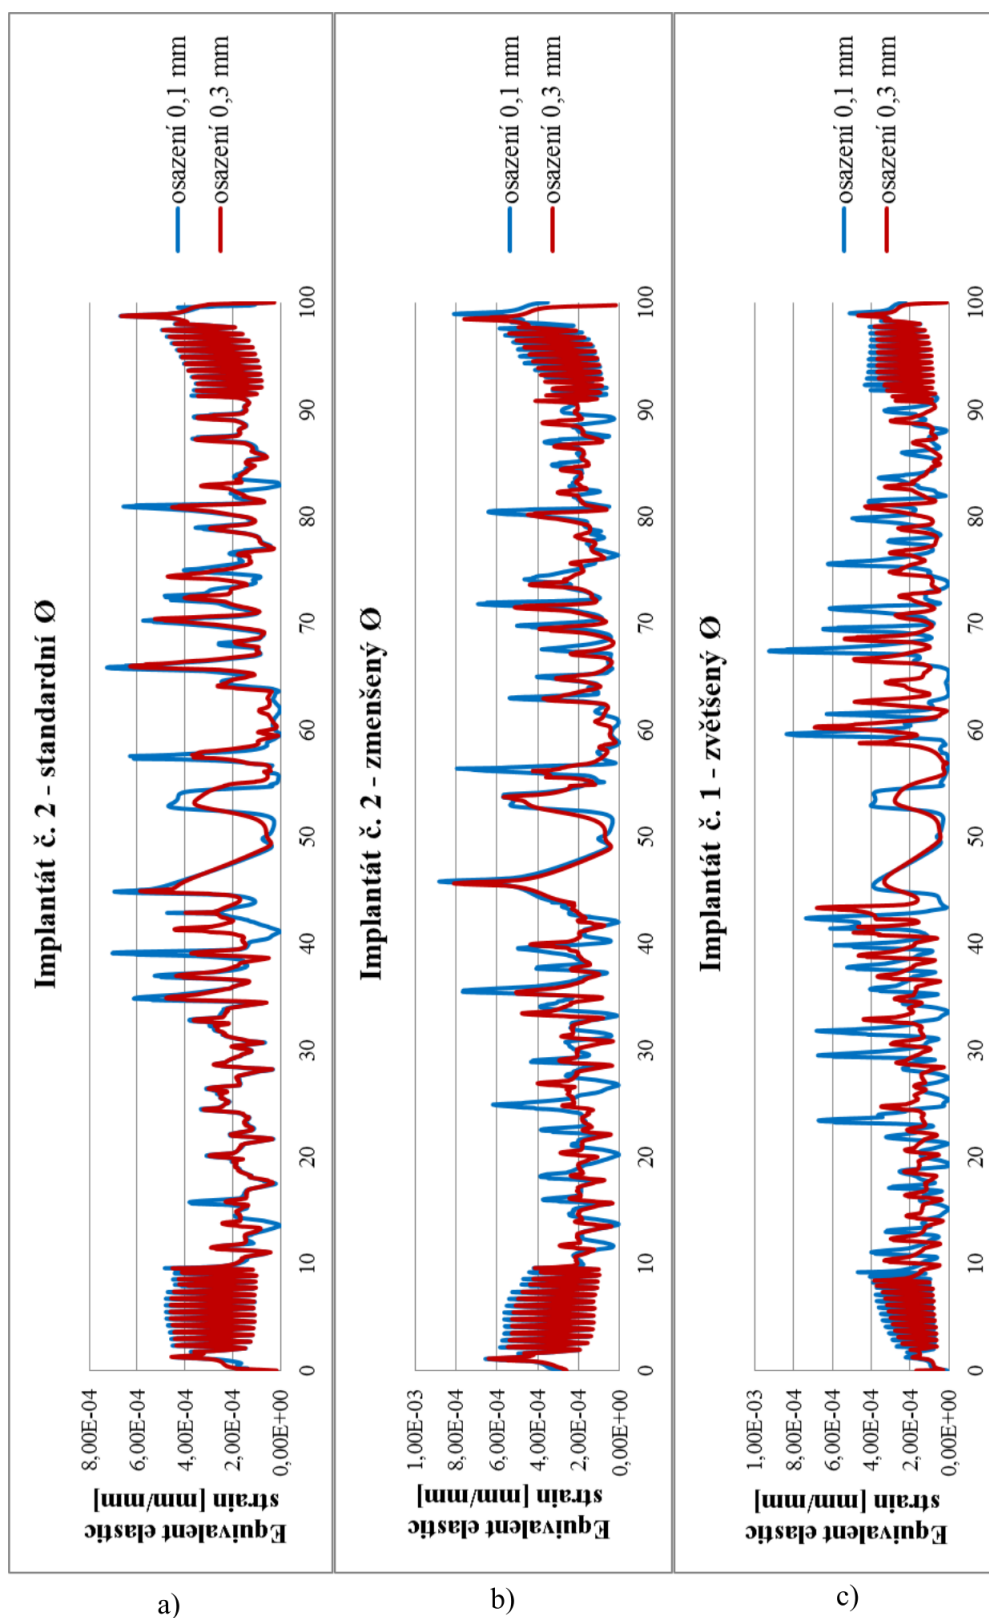 Implantát č. 2 - standardní Ø
Equivalent elastic
strain [mm/mm]
8,00E-04
6,00E-04
4,00E-04
2,00E-04
0,00E+00
0
10
20
30
40
50
60
70
80
90
100
osazení 0,1 mm
osazení 0,3 mm
a)
Implantát č. 2 - zmenšený Ø
Equivalent elastic
strain [mm/mm]
1,00E-03
8,00E-04
6,00E-04
4,00E-04
2,00E-04
0,00E+00
0
10
20
30
40
50
60
70
80
90
100
osazení 0,1 mm
osazení 0,3 mm
b)
Implantát č. 1 - zvětšený Ø
Equivalent elastic
strain [mm/mm]
1,00E-03
8,00E-04
6,00E-04
4,00E-04
2,00E-04
0,00E+00
0
10
20
30
40
50
60
70
80
90
100
osazení 0,1 mm
osazení 0,3 mm
c)